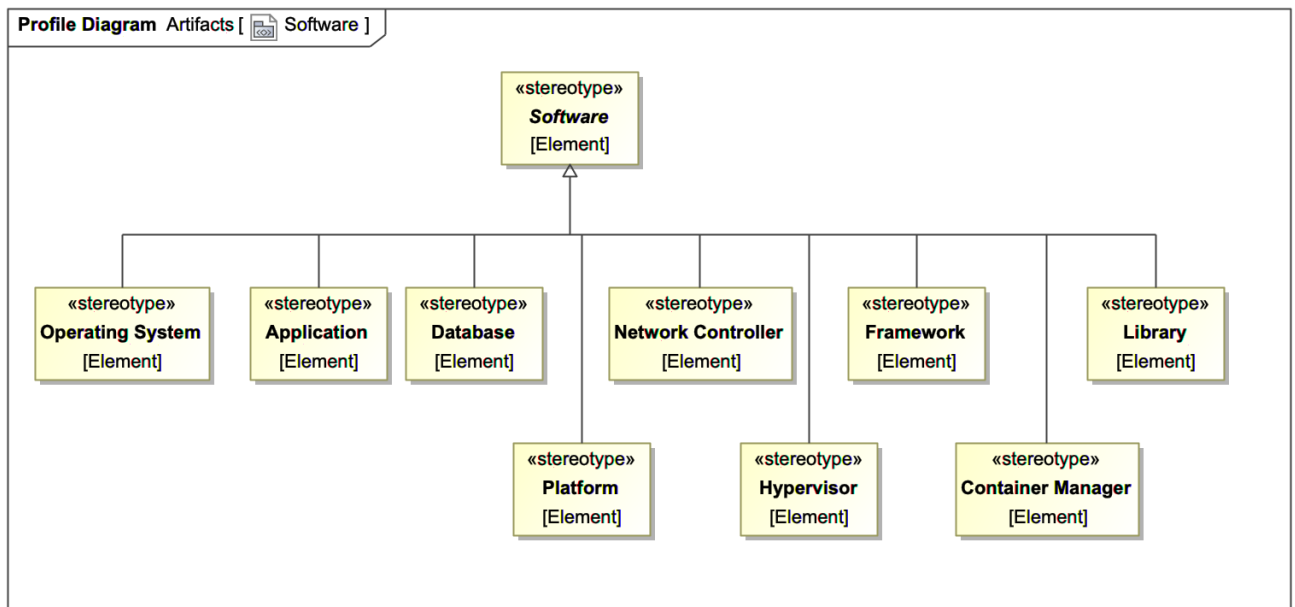 Profile Diagram Artifacts [ Software ]
«stereotype»
Software
[Element]
«stereotype»
Operating System
[Element]
«stereotype»
Application
[Element]
«stereotype»
Database
[Element]
«stereotype»
Network Controller
[Element]
«stereotype»
Framework
[Element]
«stereotype»
Library
[Element]
«stereotype»
Platform
[Element]
«stereotype»
Hypervisor
[Element]
«stereotype»
Container Manager
[Element]